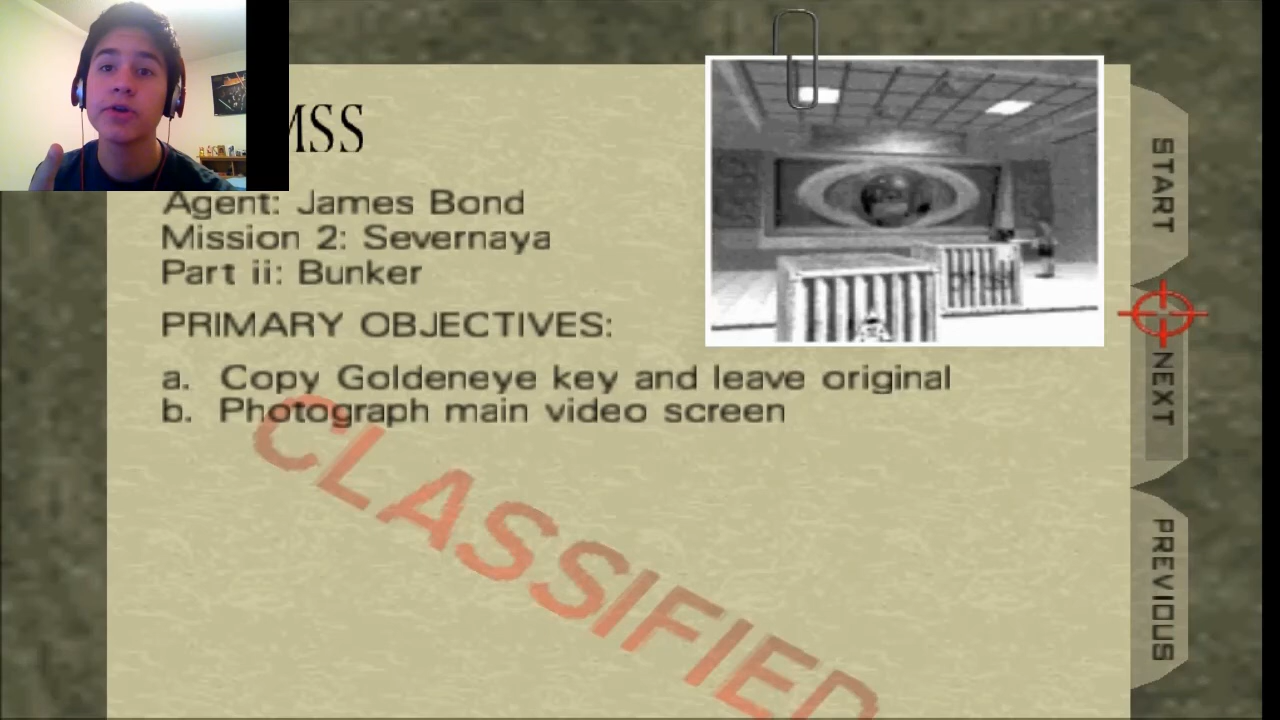 MSS
Agent: James Bond
Mission 2: Severnaya
Part ii: Bunker
PRIMARY OBJECTIVES:
a. Copy Goldeneye key and leave original
b. Photograph main video screen
CLASSIFIED
START
NEXT
PREVIOUS